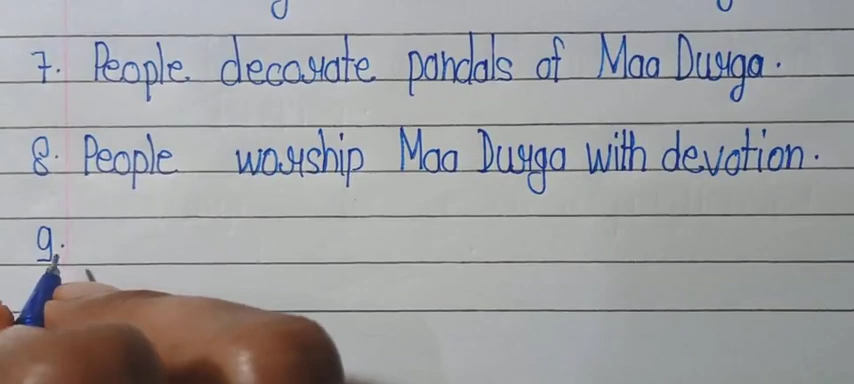 7. People decorate pandals of Maa Durga.
8. People worship Maa Durga with devotion.
9.